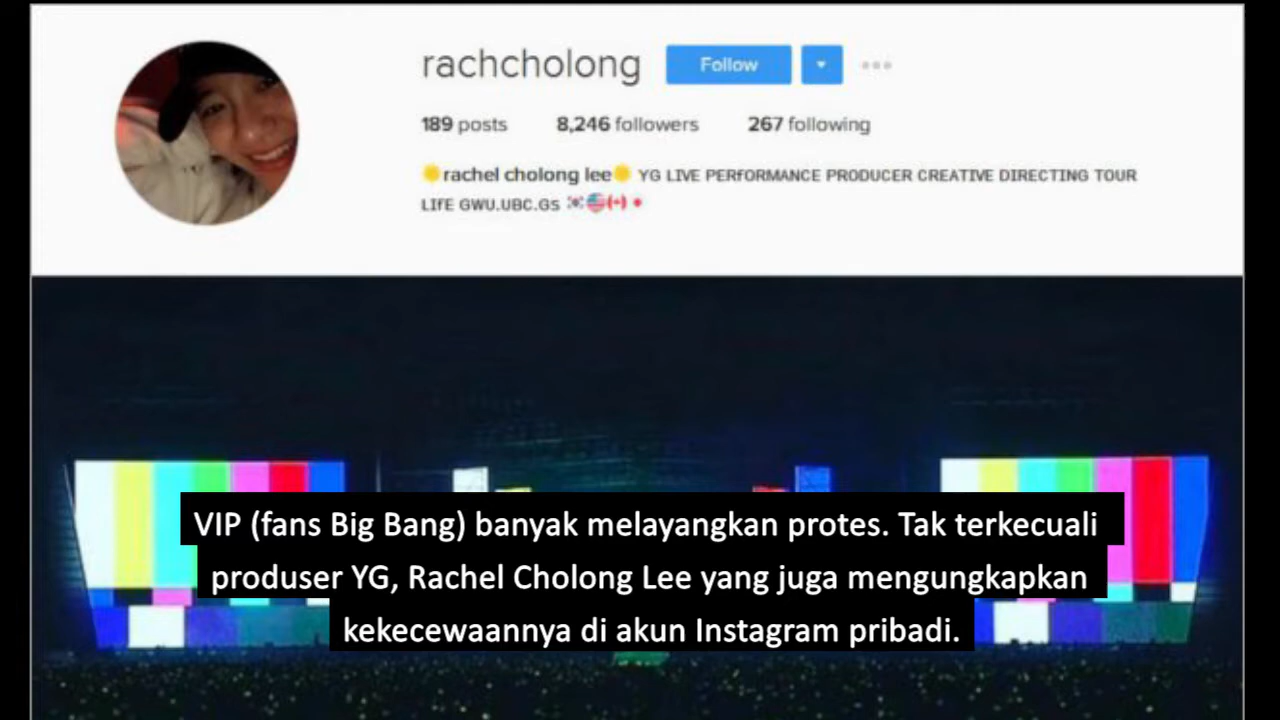 rachcholong Follow
189 posts 8,246 followers 267 following
rachel cholong lee YG LIVE PERFORMANCE PRODUCER CREATIVE DIRECTING TOUR
LIFE GWU.UBC.GS
VIP (fans Big Bang) banyak melayangkan protes. Tak terkecuali
produser YG, Rachel Cholong Lee yang juga mengungkapkan
kekecewaannya di akun Instagram pribadi.